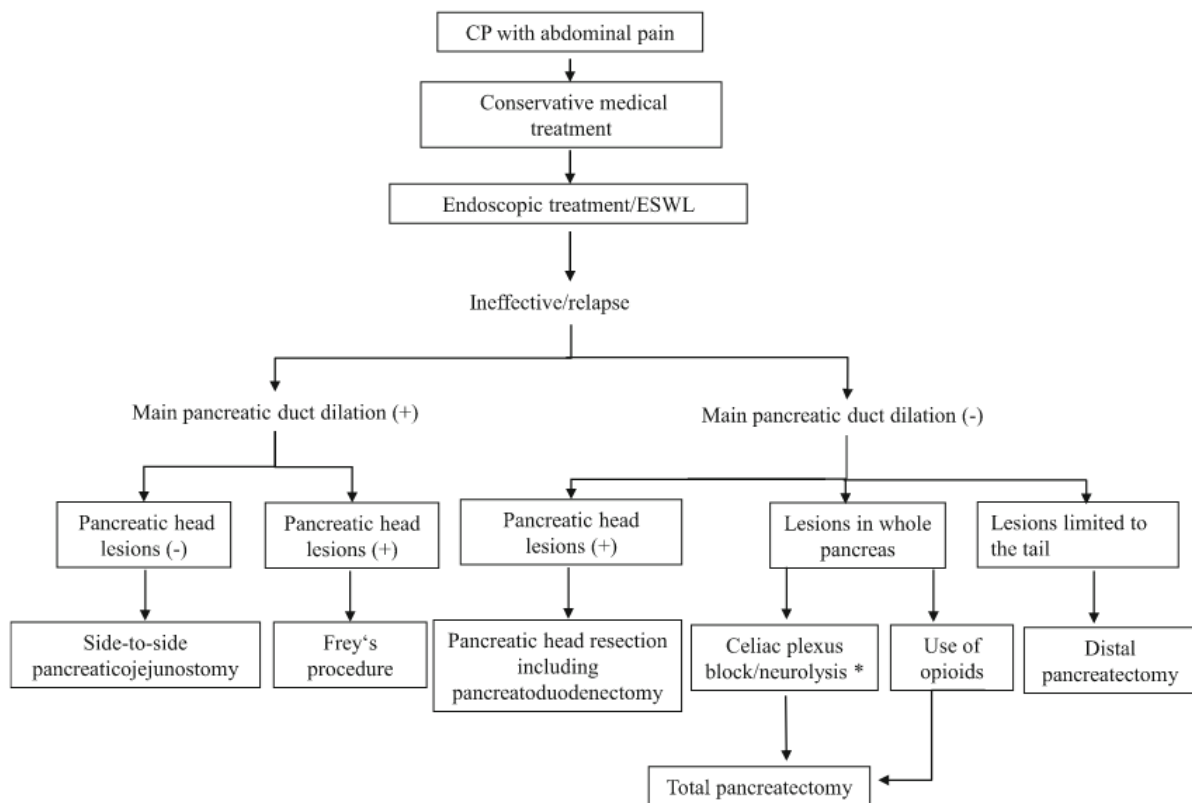 CP with abdominal pain
Conservative medical
treatment
Endoscopic treatment/ESWL
Ineffective/relapse
Main pancreatic duct dilation (+)
Main pancreatic duct dilation (-)
Pancreatic head
lesions (-)
Pancreatic head
lesions (+)
Pancreatic head
lesions (+)
Lesions in whole
pancreas
Lesions limited to
the tail
Side-to-side
pancreaticojejunostomy
Frey‘s
procedure
Pancreatic head resection
including
pancreatoduodenectomy
Celiac plexus
block/neurolysis *
Use of
opioids
Distal
pancreatectomy
Total pancreatectomy